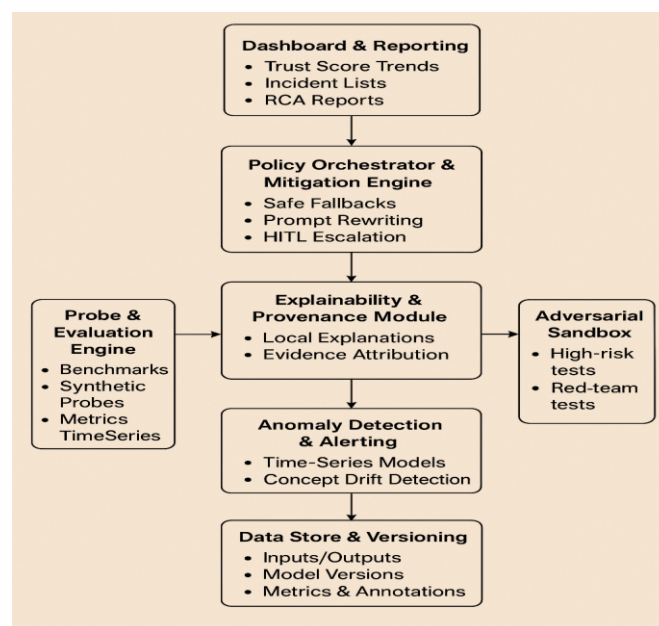 Dashboard & Reporting
• Trust Score Trends
• Incident Lists
• RCA Reports
Policy Orchestrator &
Mitigation Engine
• Safe Fallbacks
• Prompt Rewriting
• HITL Escalation
Probe &
Evaluation
Engine
• Benchmarks
• Synthetic
Probes
• Metrics
TimeSeries
Explainability &
Provenance Module
• Local Explanations
• Evidence Attribution
Adversarial
Sandbox
• High-risk
tests
• Red-team
tests
Anomaly Detection
& Alerting
• Time-Series Models
• Concept Drift Detection
Data Store & Versioning
• Inputs/Outputs
• Model Versions
• Metrics & Annotations